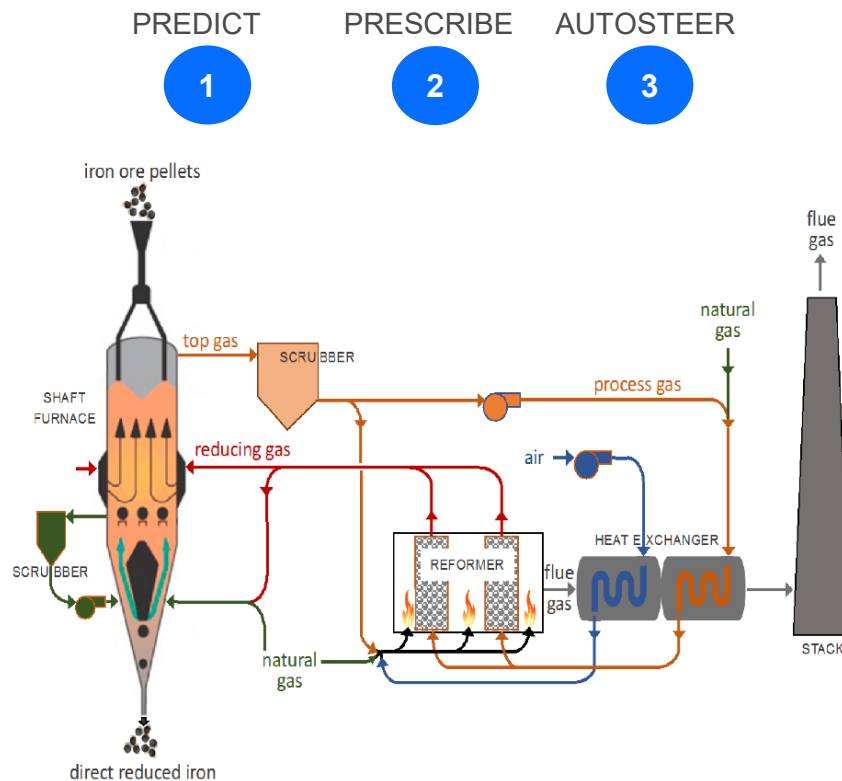 PREDICT PRESCRIBE AUTOSTEER
1 2 3
iron ore pellets
flue
gas
natural
gas
top gas
SCRUBBER
process gas
SHAFT
FURNACE
reducing gas
air
HEAT EXCHANGER
REFORMER
flue
gas
SCRUBBER
natural
gas
STACK
direct reduced iron